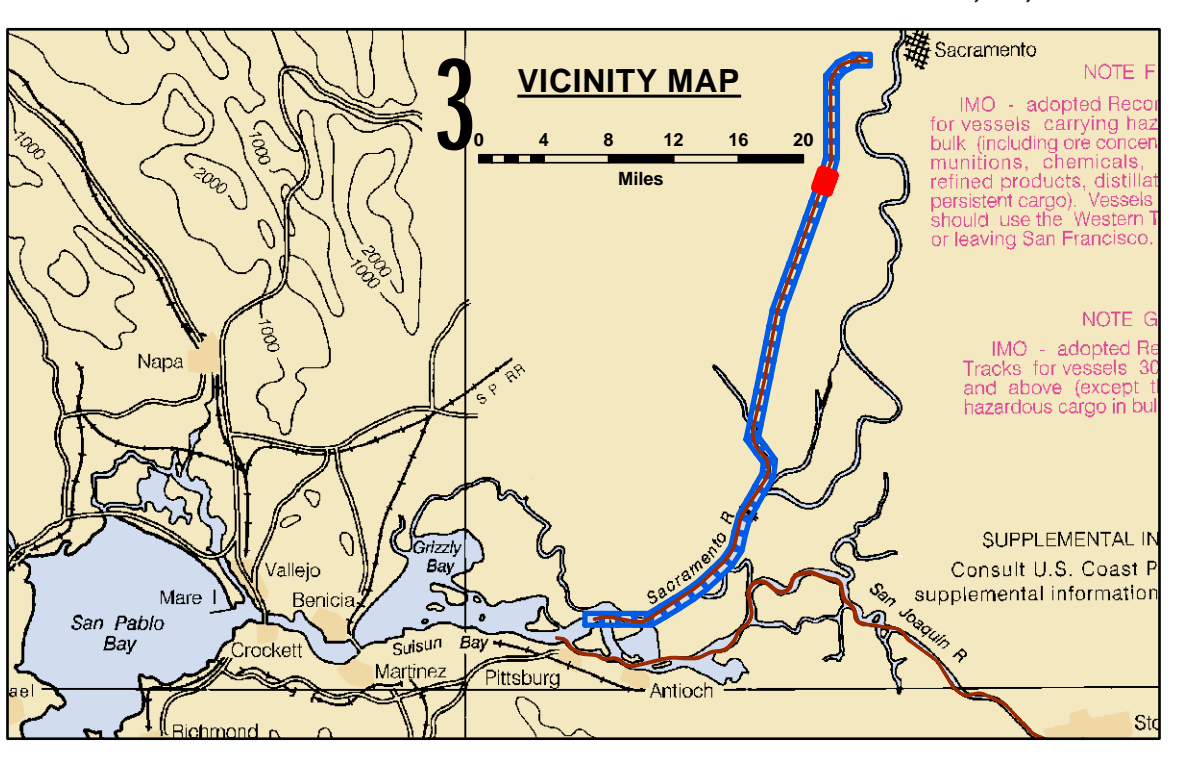 3
VICINITY MAP
0 4 8 12 16 20
Miles
Sacramento
NOTE F
IMO - adopted Recor
for vessels carrying haz
bulk (including ore concen
munitions, chemicals,
refined products, distillat
persistent cargo). Vessels
should use the Western T
or leaving San Francisco.
NOTE G
IMO - adopted Re
Tracks for vessels 30
and above (except t
hazardous cargo in bul
SUPPLEMENTAL IN
Consult U.S. Coast P
supplemental information
1000
2000
1000
2000
1000
1000
Napa
S P RR
Grizzly
Bay
Sacramento R
San Joaquin R
Vallejo
Mare I
Benicia
San Pablo
Bay
Crockett
Suisun Bay
Martinez
Pittsburg
Antioch
ael
Richmond
Sto